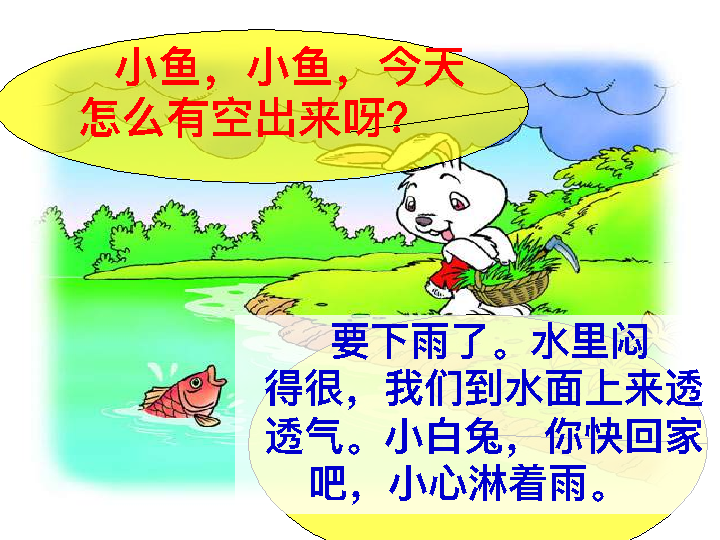 小鱼，小鱼，今天
怎么有空出来呀？
要下雨了。水里闷
得很，我们到水面上来透
透气。小白兔，你快回家
吧，小心淋着雨。